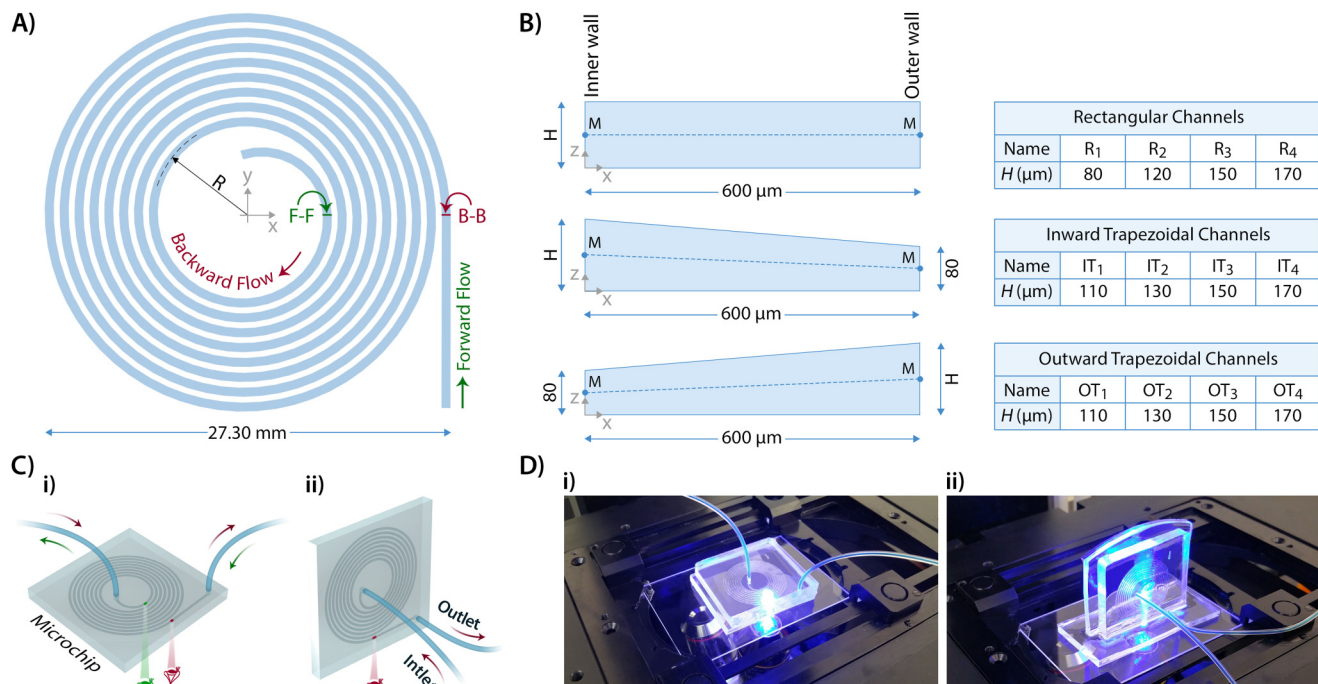 A)
R
y
x
F-F
B-B
Backward Flow
Forward Flow
27.30 mm
B)
Inner wall
Outer wall
H
M
M
z
x
600 µm
H
M
M
z
x
80
600 µm
80
M
M
z
x
H
600 µm
Rectangular Channels
Name R₁ R₂ R₃ R₄
H (µm) 80 120 150 170
Inward Trapezoidal Channels
Name IT₁ IT₂ IT₃ IT₄
H (µm) 110 130 150 170
Outward Trapezoidal Channels
Name OT₁ OT₂ OT₃ OT₄
H (µm) 110 130 150 170
C)
i)
Microchip
ii)
Outlet
Intlet
D)
i)
ii)